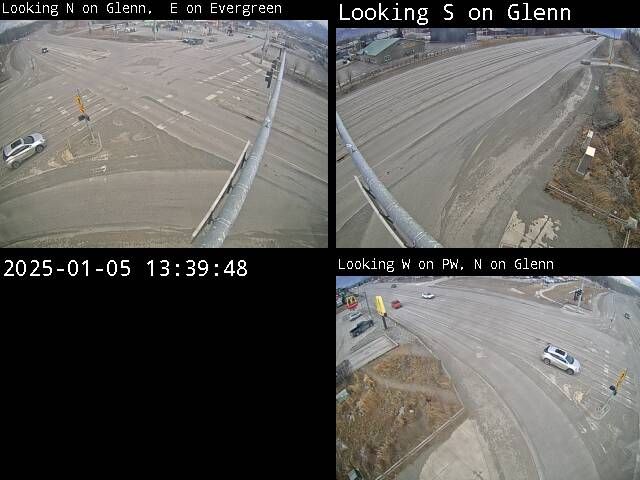 Looking N on Glenn,  E on Evergreen
Looking S on Glenn
2025-01-05 13:39:48
Looking W on PW, N on Glenn